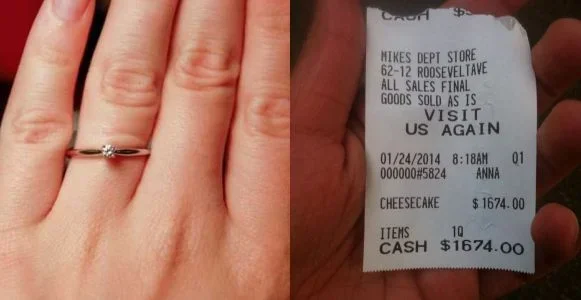 CASH $
MIKES DEPT STORE
62-12 ROOSEVELTAVE
ALL SALES FINAL
GOODS SOLD AS IS
VISIT
US AGAIN
01/24/2014 8:18AM 01
000000#5824 ANNA
CHEESECAKE $1674.00
ITEMS 1Q
CASH $1674.00